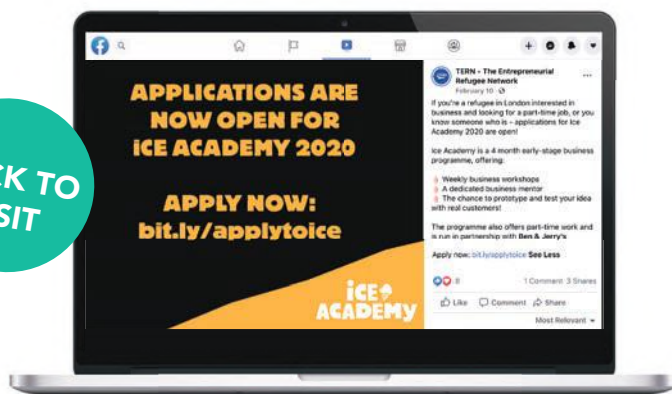 CK TO
SIT
APPLICATIONS ARE
NOW OPEN FOR
iCE ACADEMY 2020
APPLY NOW:
bit.ly/applytoice
iCE
ACADEMY
TERN - The Entrepreneurial
Refugee Network
February 10
If you're a refugee in London interested in
business and looking for a part-time job, or you
know someone who is - applications for Ice
Academy 2020 are open!
Ice Academy is a 4 month early-stage business
programme, offering:
Weekly business workshops
A dedicated business mentor
The chance to prototype and test your idea
with real customers!
The programme also offers part-time work and
is run in partnership with Ben & Jerry's
Apply now: bit.ly/applytoice See Less
8
1 Comment 3 Shares
Like Comment Share
Most Relevant